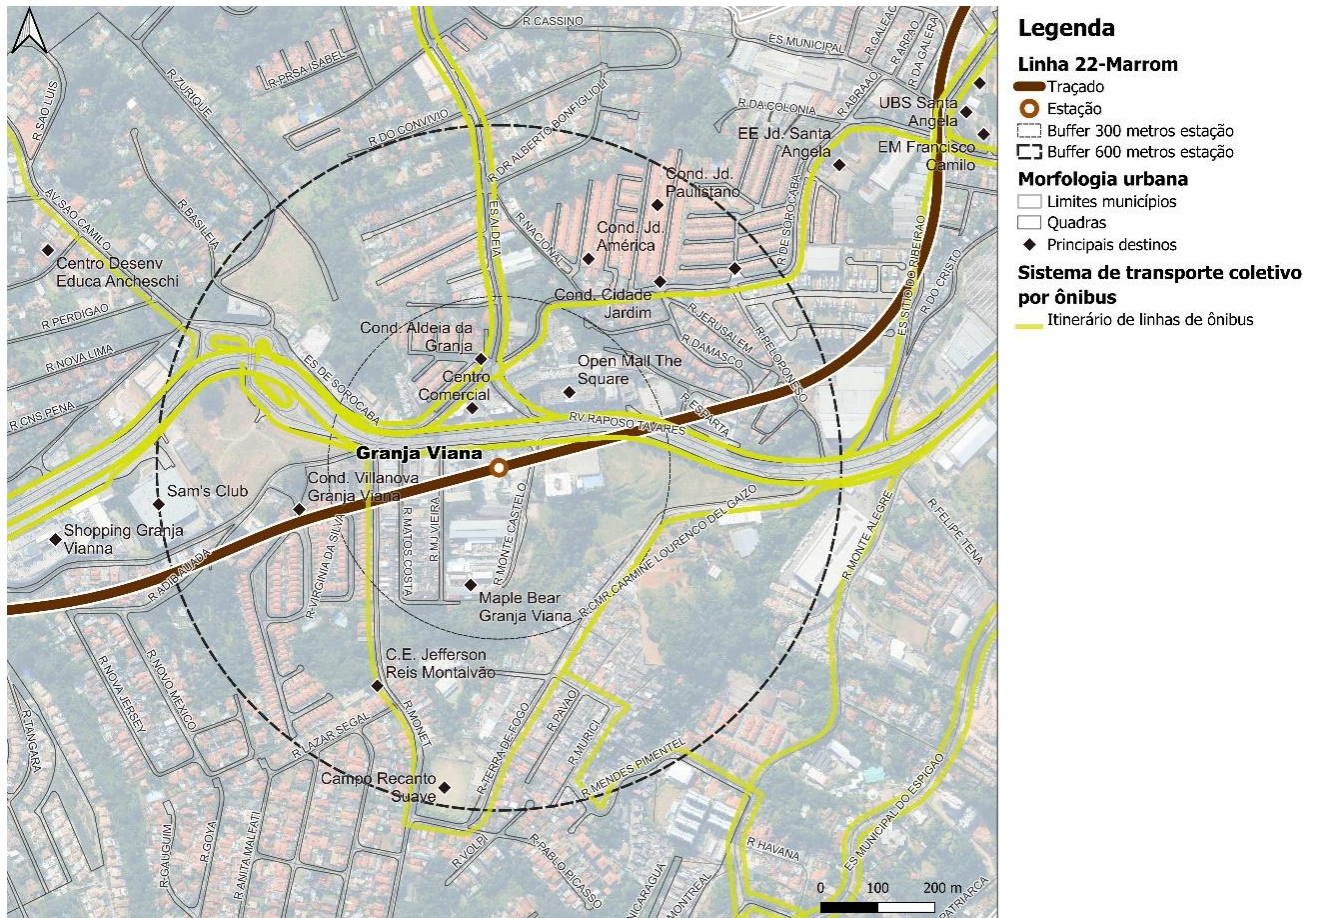 R.CASSINO
ES.MUNICIPAL
R.GALEAC
R ARPAO
R DA GALERA
R-PRSA ISABEL
R ZURIQUE
R SAO LUIS
R DO CONVIVIO
R DR ALBERTO BONFIGLIOLI
R DA COLONIA
R ABRAAO
UBS Santa
Angela
EE Jd. Santa
Angela
EM Francisco
Camilo
Cond. Jd.
Paulistano
AV SAO CAMILO
R.BASILEIA
ES ALDEIA
R NACIONAL
Cond. Jd.
América
R DE SOROCABA
ES SITIO DO RIBEIRAO
R DO CRISTO
Centro Desenv
Educa Ancheschi
Cond. Cidade
Jardim
R PERDIGAO
R NOVA LIMA
R CNS PENA
ES DE SOROCABA
Cond. Aldeia da
Granja
Centro
Comercial
Open Mall The
Square
R.JERUSALEM
R.DAMASCO
R.PELOPONESO
R ESPARTA
RV RAPOSO TAVARES
Granja Viana
Cond. Villanova
Granja Viana
Sam's Club
Shopping Granja
Vianna
R ADIB AUADA
R VIRGINIA DA SILVA
R MATOS COSTA
R MJ VIEIRA
R MONTE CASTELO
R CMR CARMINE LOURENCO DEL GAIZO
R MONTE ALEGRE
R FELIPE TENA
Maple Bear
Granja Viana
C.E. Jefferson
Reis Montalvão
R NOVA JERSEY
R NOVO MEXICO
R TANGARA
R LAZAR SEGAL
R MONET
R-TERRA DE FOGO
R PAVAO
R.MURICI
R MENDES PIMENTEL
Campo Recanto
Suave
R-GAUGUIM
R.GOYA
R ANITA MALFATI
R VOLPI
R-PABLO PICASSO
NICARAGUA
MONTREAL
R HAVANA
ES MUNICIPAL DO ESPIGAO
PATRIARCA
0 100 200 m
Legenda
Linha 22-Marrom
Traçado
Estação
Buffer 300 metros estação
Buffer 600 metros estação
Morfologia urbana
Limites municípios
Quadras
Principais destinos
Sistema de transporte coletivo
por ônibus
Itinerário de linhas de ônibus